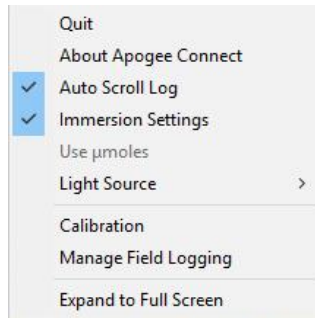 Quit
About Apogee Connect
Auto Scroll Log
Immersion Settings
Use µmoles
Light Source
Calibration
Manage Field Logging
Expand to Full Screen